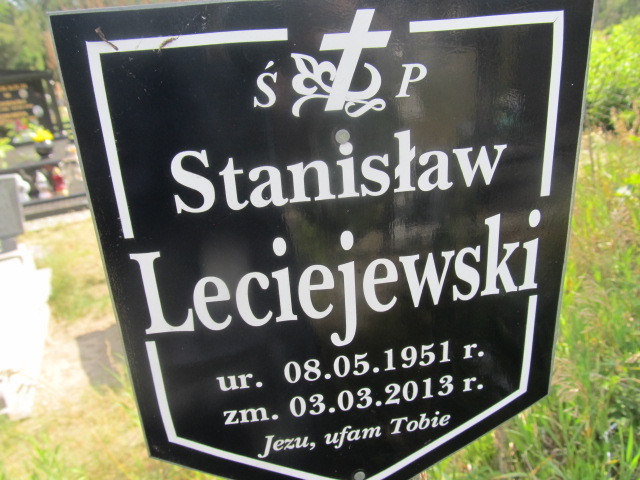 Ś P
Stanisław
Leciejewski
ur. 08.05.1951 r.
zm. 03.03.2013 r.
Jezu, ufam Tobie